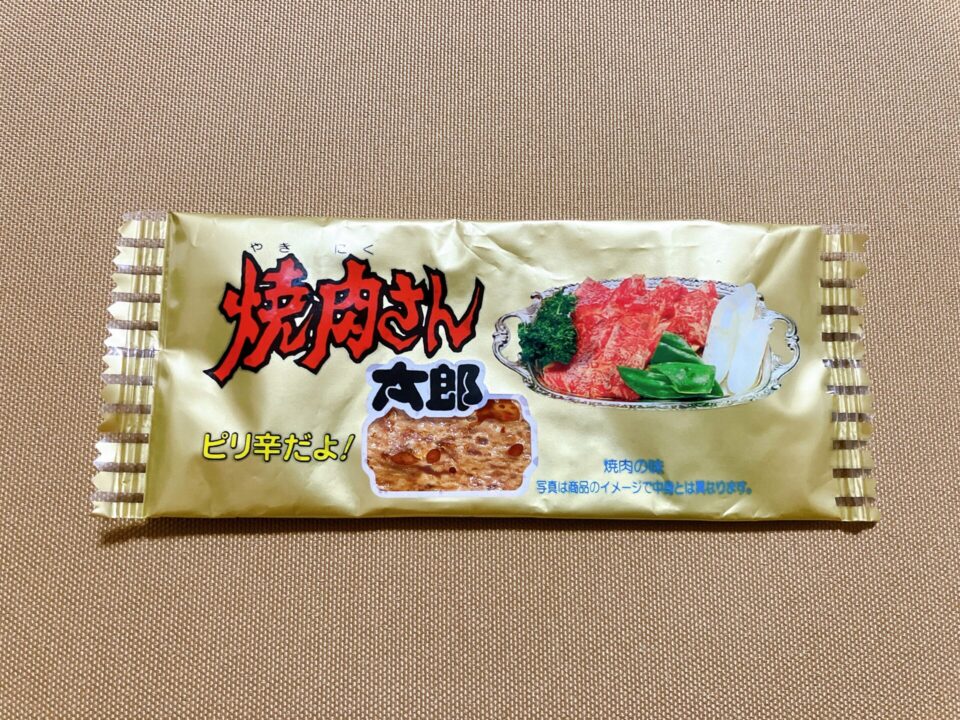 やき にく
焼肉さん
太郎
ピリ辛だよ!
焼肉の味
写真は商品のイメージで中身とは異なります。